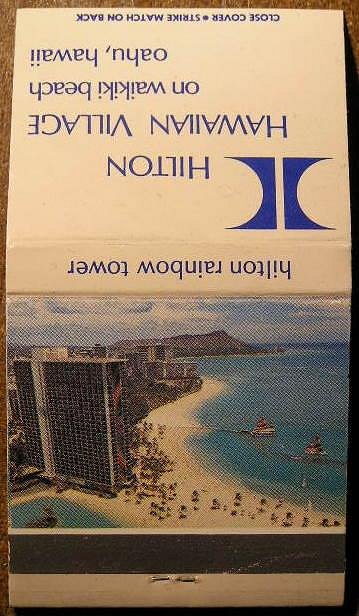 hilton rainbow tower
HILTON
HAWAIIAN VILLAGE
on waikiki beach
oahu, hawaii
CLOSE COVER • STRIKE MATCH ON BACK